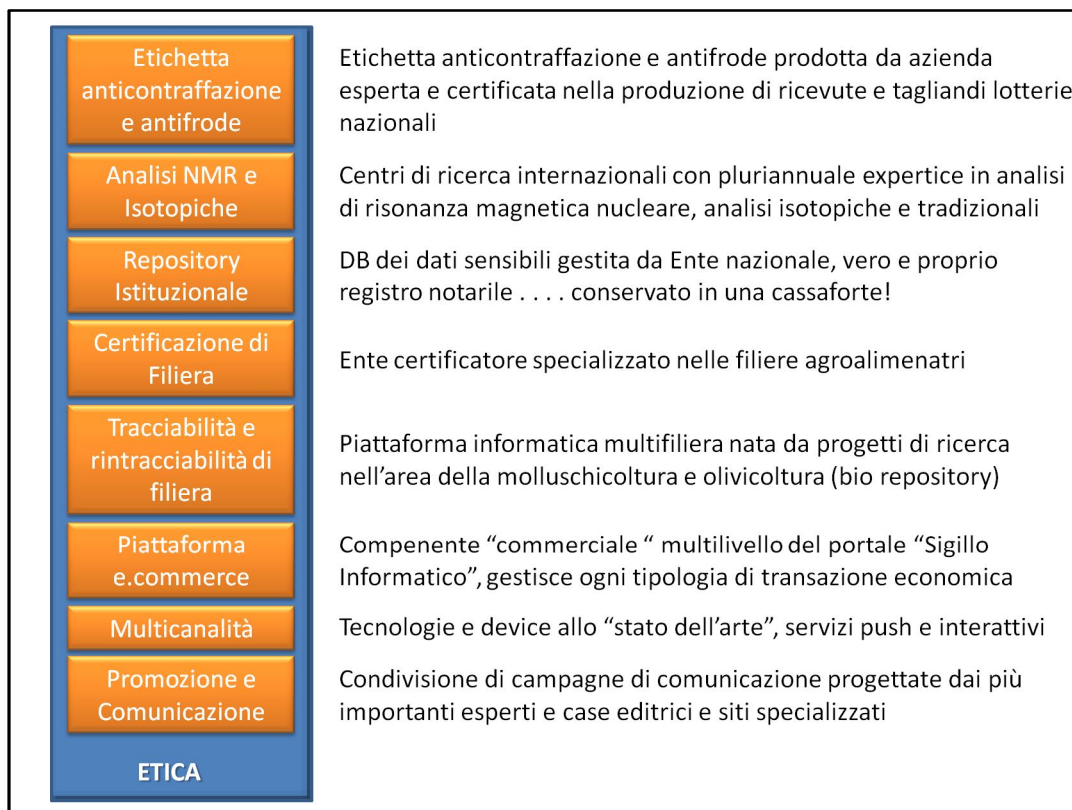 Etichetta
anticontraffazione
e antifrode
Etichetta anticontraffazione e antifrode prodotta da azienda
esperta e certificata nella produzione di ricevute e tagliandi lotterie
nazionali
Analisi NMR e
Isotopiche
Centri di ricerca internazionali con pluriannuale expertice in analisi
di risonanza magnetica nucleare, analisi isotopiche e tradizionali
Repository
Istituzionale
DB dei dati sensibili gestita da Ente nazionale, vero e proprio
registro notarile . . . . conservato in una cassaforte!
Certificazione di
Filiera
Ente certificatore specializzato nelle filiere agroalimenatri
Tracciabilità e
rintracciabilità di
filiera
Piattaforma informatica multifiliera nata da progetti di ricerca
nell’area della molluschicoltura e olivicoltura (bio repository)
Piattaforma
e.commerce
Compenente “commerciale “ multilivello del portale “Sigillo
Informatico”, gestisce ogni tipologia di transazione economica
Multicanalità
Tecnologie e device allo “stato dell’arte”, servizi push e interattivi
Promozione e
Comunicazione
Condivisione di campagne di comunicazione progettate dai più
importanti esperti e case editrici e siti specializzati
ETICA